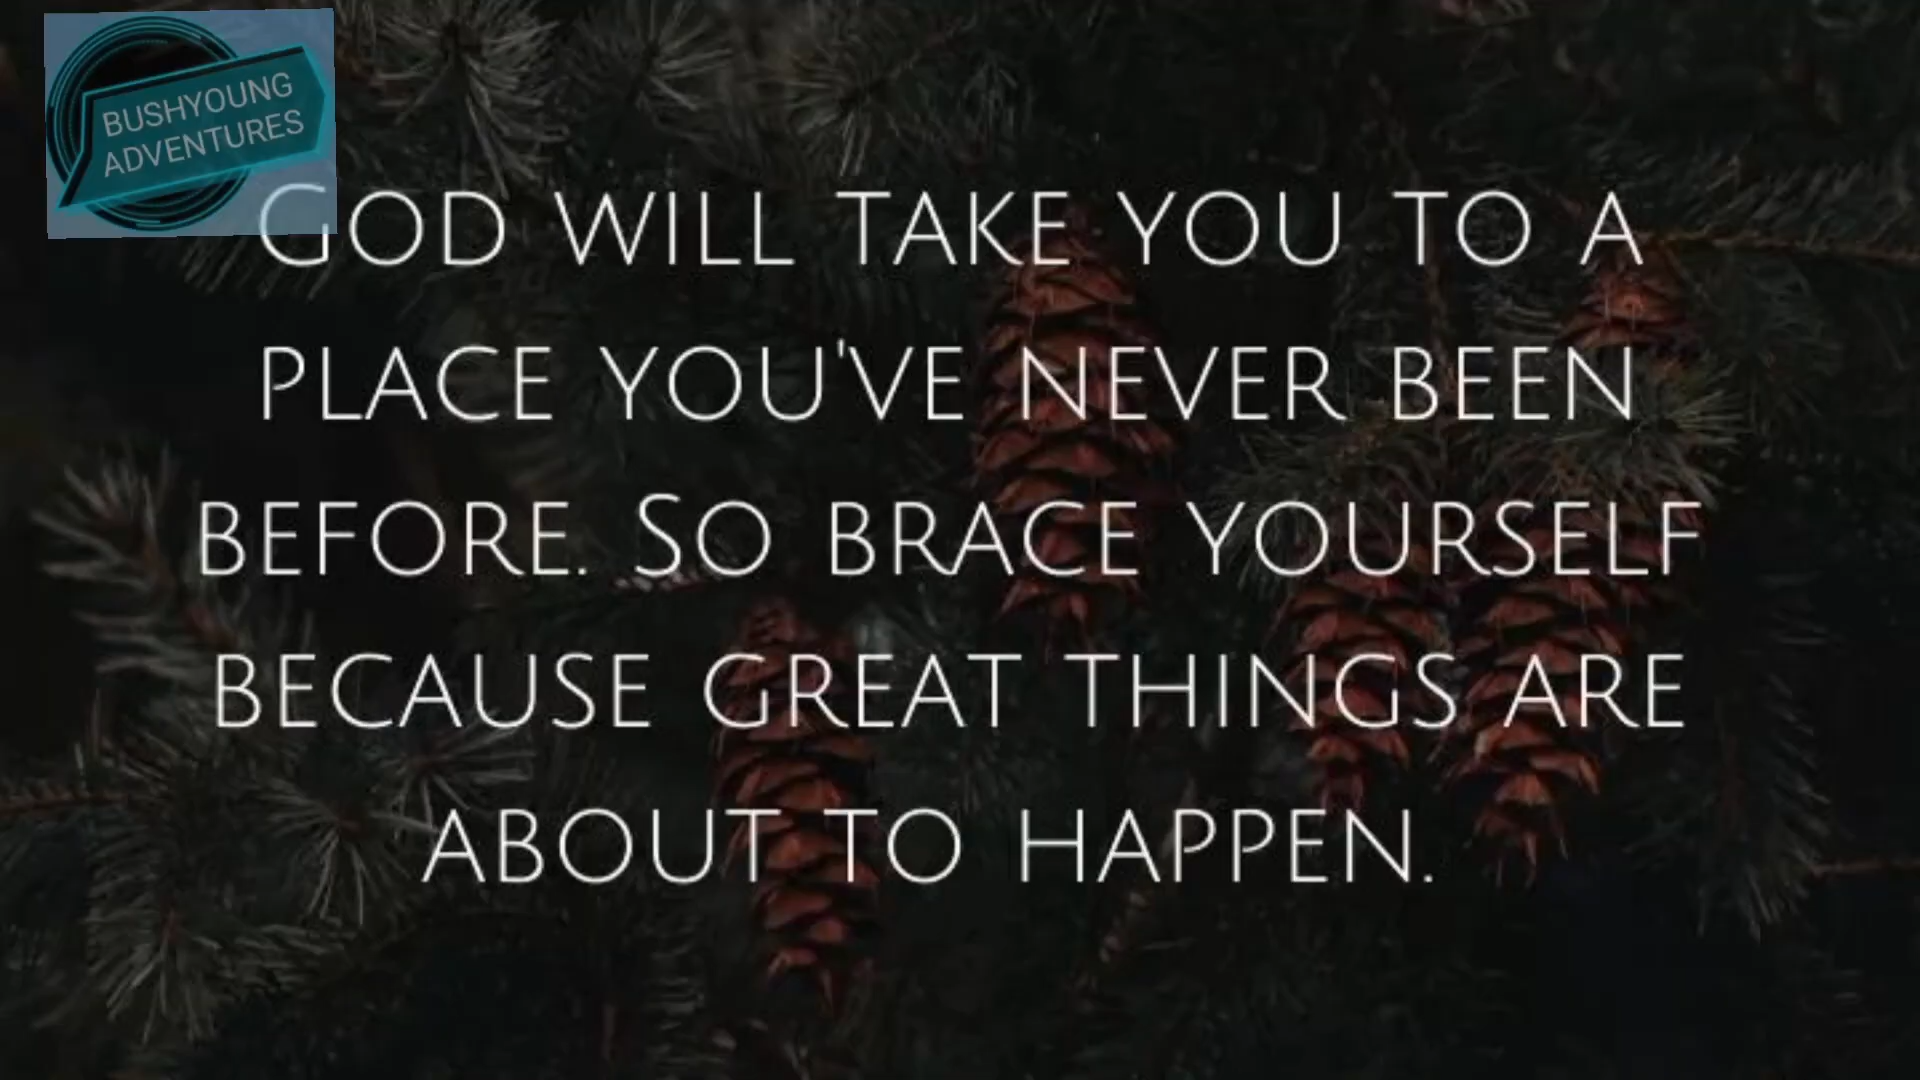 BUSHYOUNG
ADVENTURES
God will take you to a
place you've never been
before. So brace yourself
because great things are
about to happen.